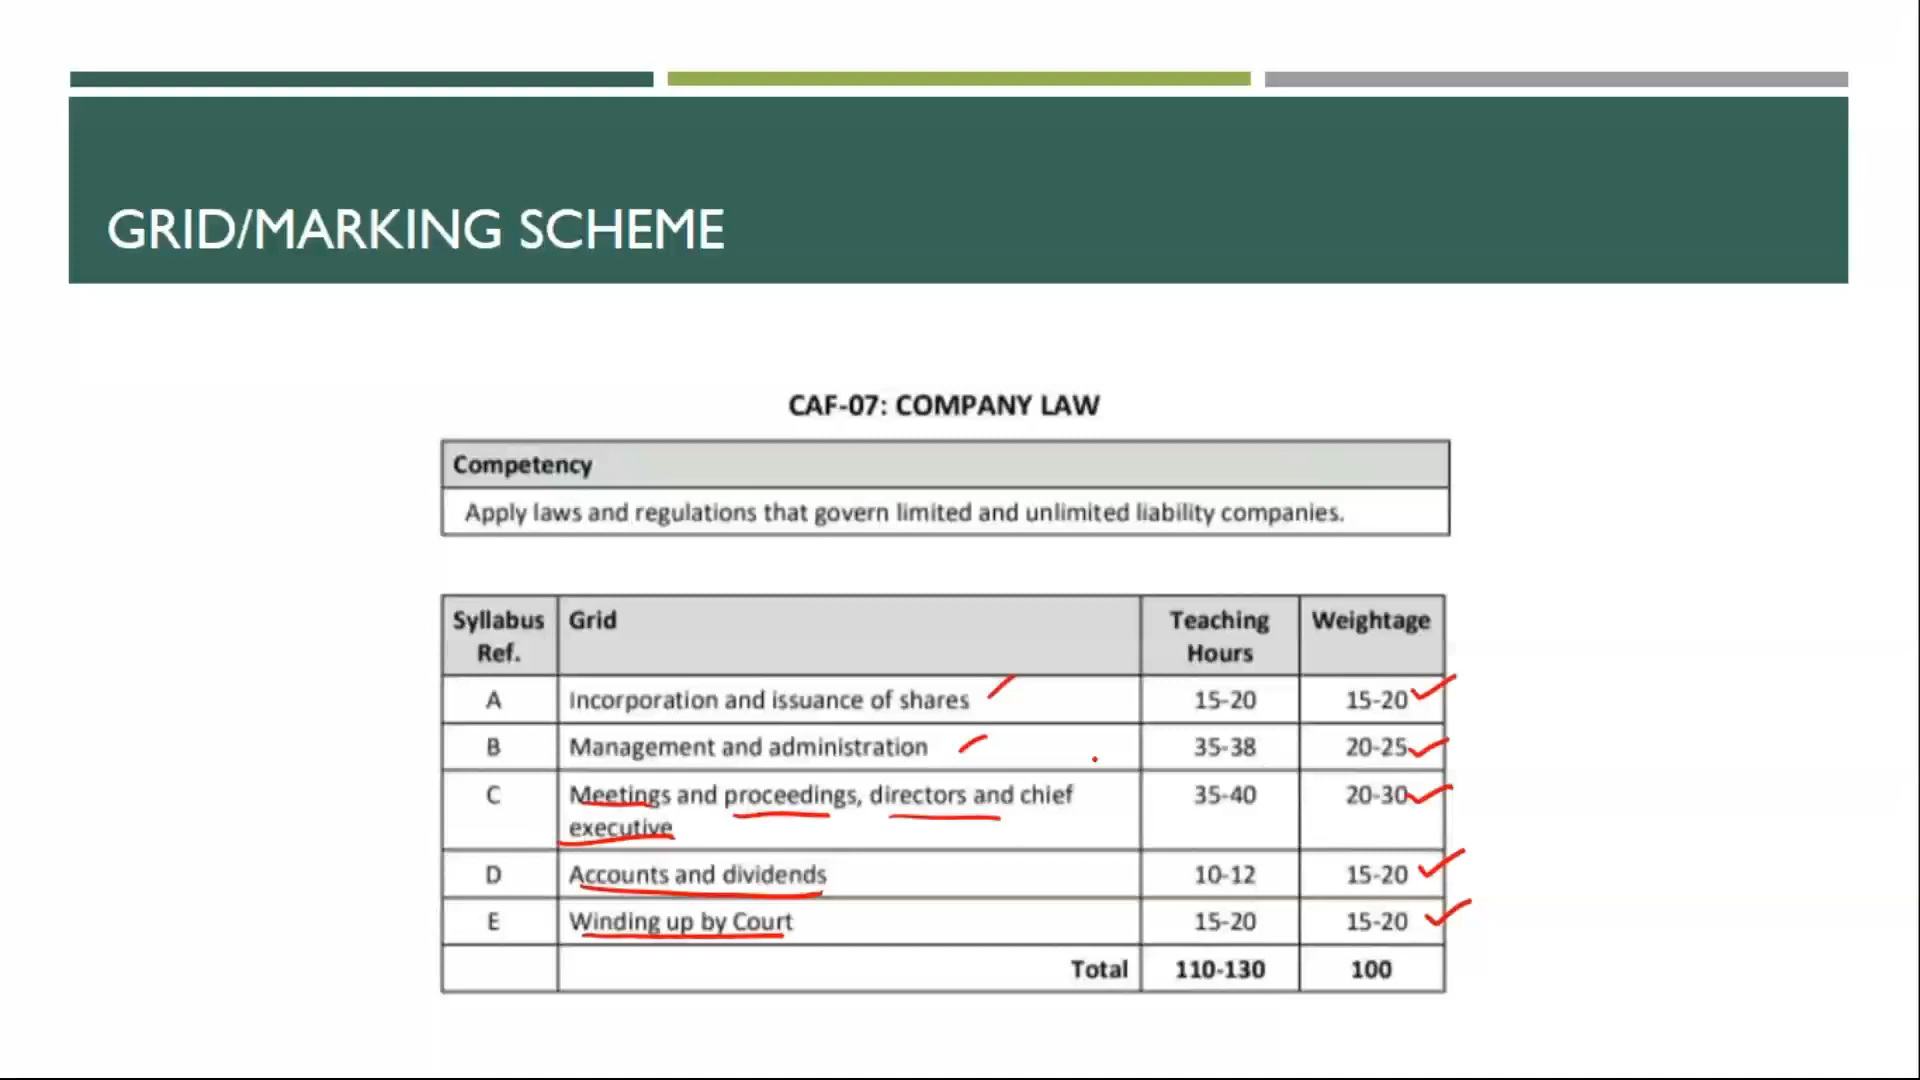 GRID/MARKING SCHEME
CAF-07: COMPANY LAW
Competency
Apply laws and regulations that govern limited and unlimited liability companies.
Syllabus Ref. Grid Teaching Hours Weightage
A Incorporation and issuance of shares 15-20 15-20
B Management and administration 35-38 20-25
C Meetings and proceedings, directors and chief executive 35-40 20-30
D Accounts and dividends 10-12 15-20
E Winding up by Court 15-20 15-20
Total 110-130 100